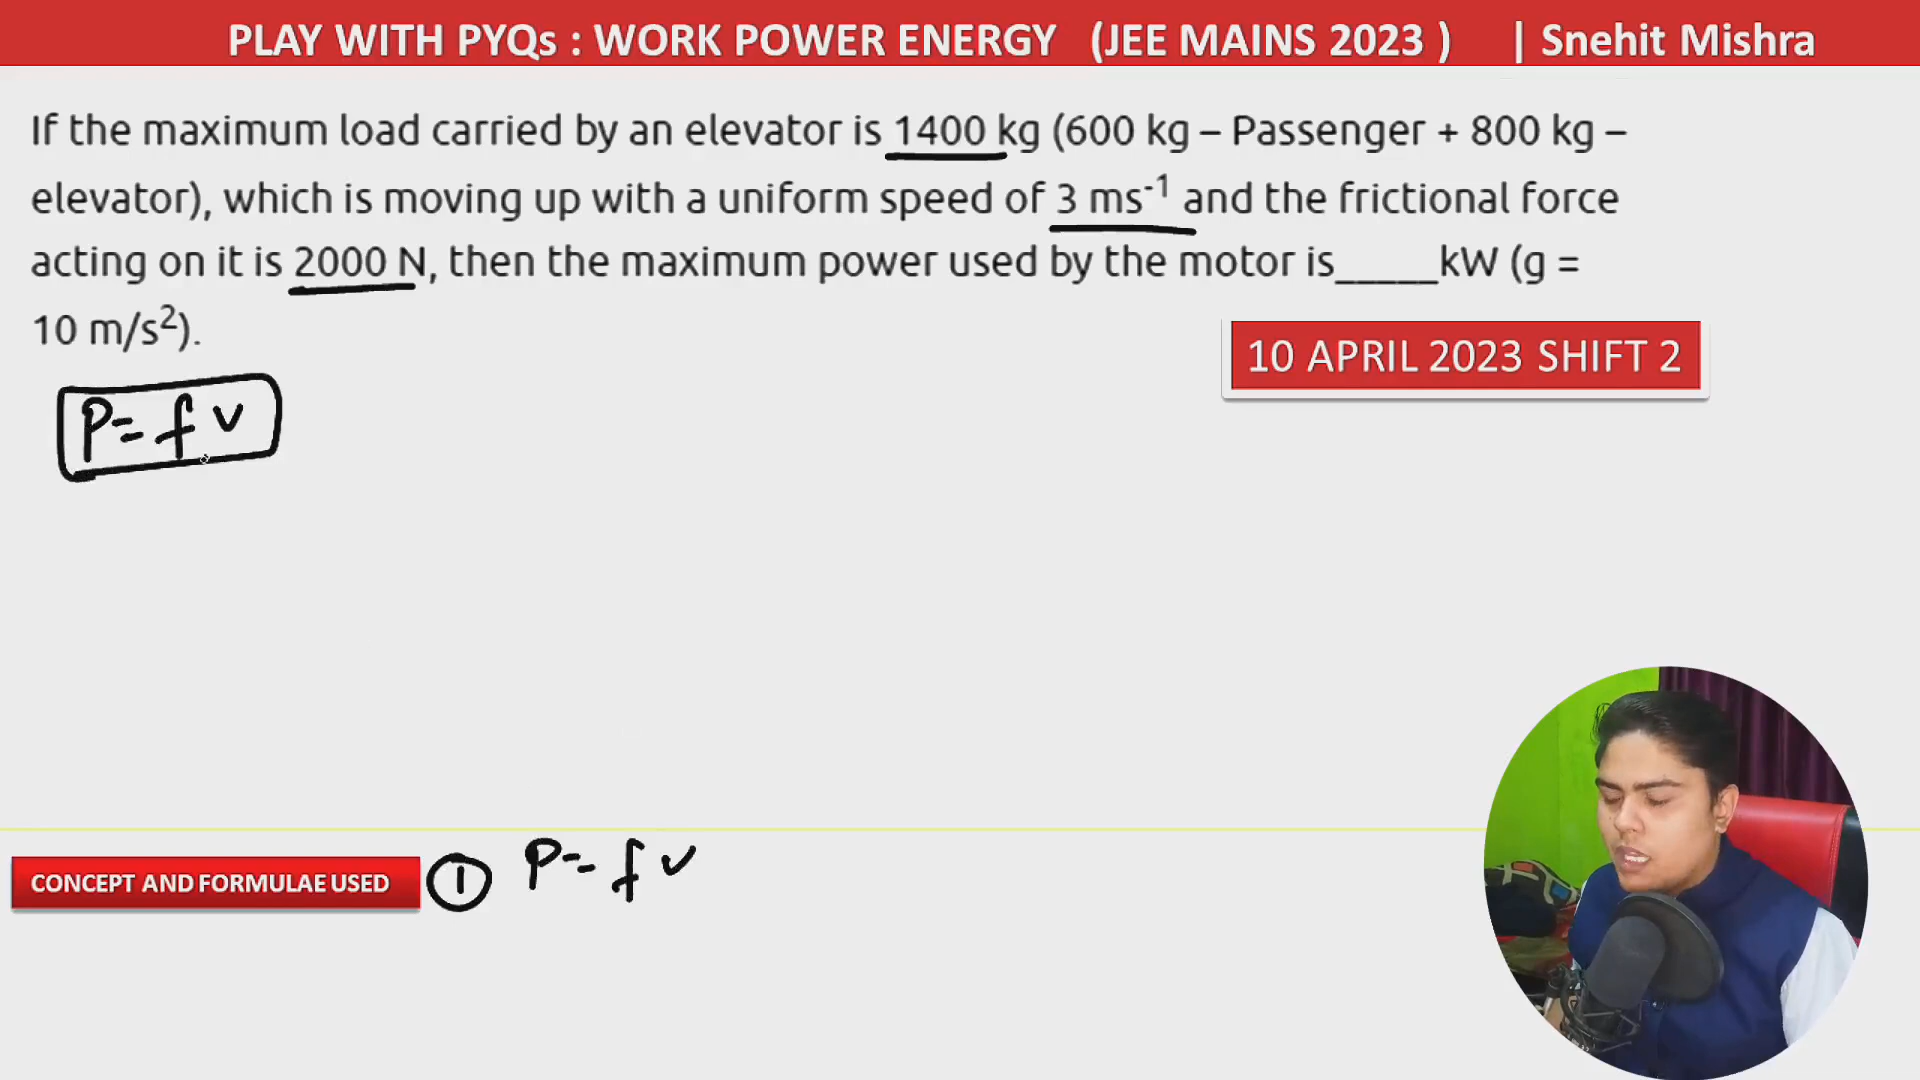 PLAY WITH PYQs : WORK POWER ENERGY (JEE MAINS 2023 ) | Snehit Mishra
If the maximum load carried by an elevator is 1400 kg (600 kg – Passenger + 800 kg –
elevator), which is moving up with a uniform speed of 3 ms⁻¹ and the frictional force
acting on it is 2000 N, then the maximum power used by the motor is_____kW (g =
10 m/s²).
10 APRIL 2023 SHIFT 2
P = f v
CONCEPT AND FORMULAE USED ① P = f v